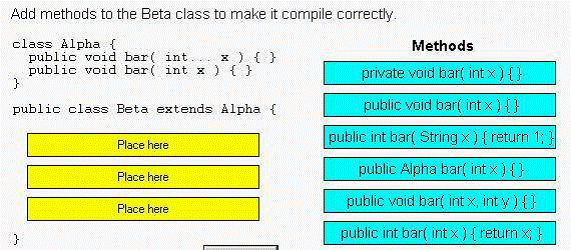 Add methods to the Beta class to make it compile correctly.
class Alpha {
public void bar( int... x ) { }
public void bar( int x ) { }
}
public class Beta extends Alpha {
Place here
Place here
Place here
}
Methods
private void bar( int x ) { }
public void bar( int x ) { }
public int bar( String x ) { return 1; }
public Alpha bar( int x ) { }
public void bar( int x, int y ) { }
public int bar( int x ) { return x; }